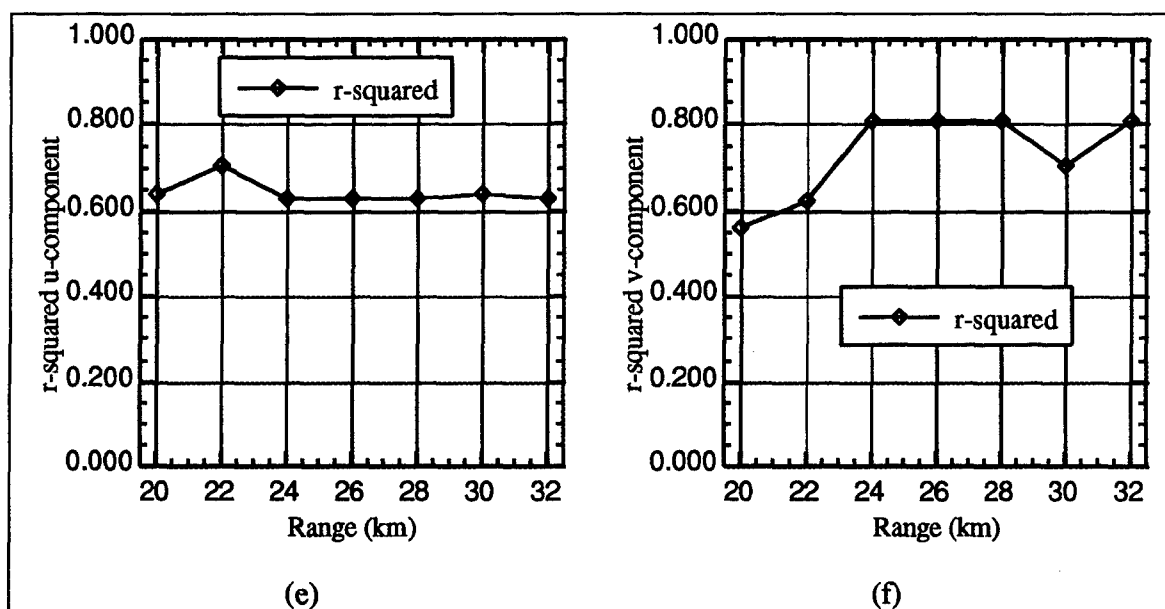 1.000
0.800
0.600
0.400
0.200
0.000
r-squared u-component
r-squared
20 22 24 26 28 30 32
Range (km)
(e)
1.000
0.800
0.600
0.400
0.200
0.000
r-squared v-component
r-squared
20 22 24 26 28 30 32
Range (km)
(f)